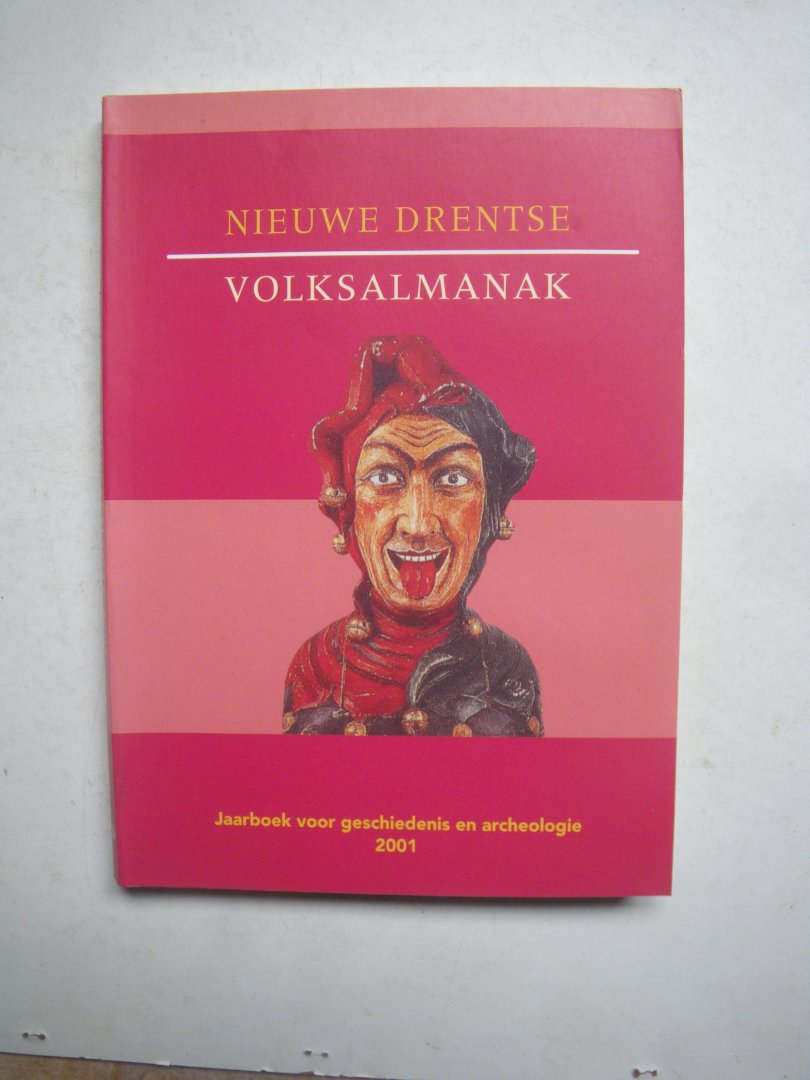 NIEUWE DRENTSE
VOLKSALMANAK
Jaarboek voor geschiedenis en archeologie
2001